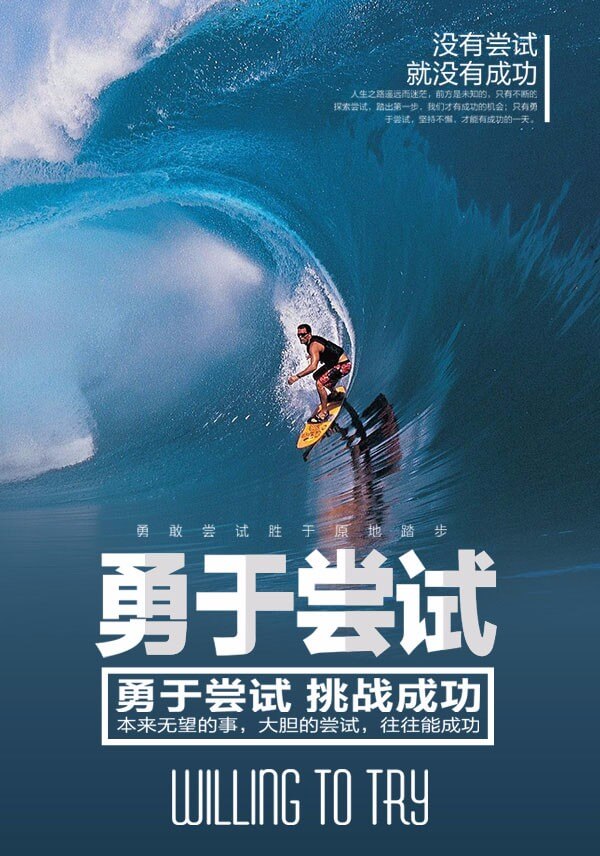 没有尝试
就没有成功
人生之路遥远而迷茫，前方是未知的，只有不断的
探索尝试，踏出第一步，我们才有成功的机会；只有勇
于尝试，坚持不懈，才能有成功的一天。
勇敢尝试胜于原地踏步
勇于尝试
勇于尝试 挑战成功
本来无望的事，大胆的尝试，往往能成功
WILLING TO TRY